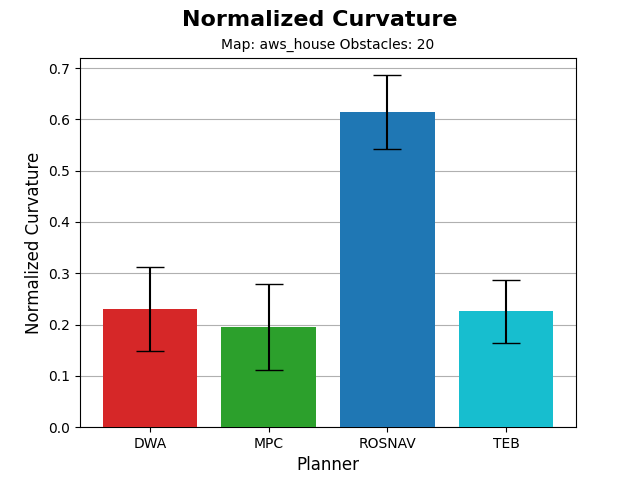 Normalized Curvature
Map: aws_house Obstacles: 20
0.7
0.6
0.5
0.4
0.3
0.2
0.1
0.0
Normalized Curvature
DWA MPC ROSNAV TEB
Planner